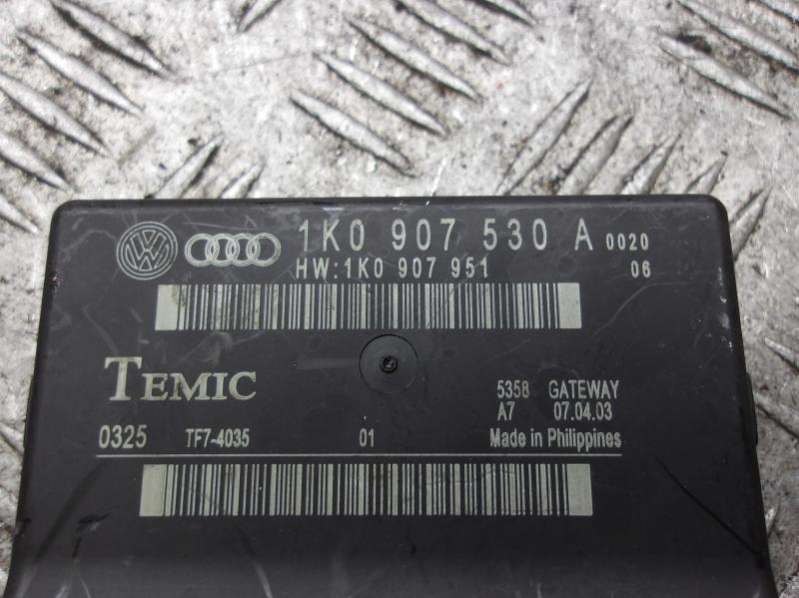 VW 1K0 907 530 A 0020
HW:1K0 907 951 06
TEMIC
5358 GATEWAY
A7 07.04.03
0325 TF7-4035 01 Made in Philippines